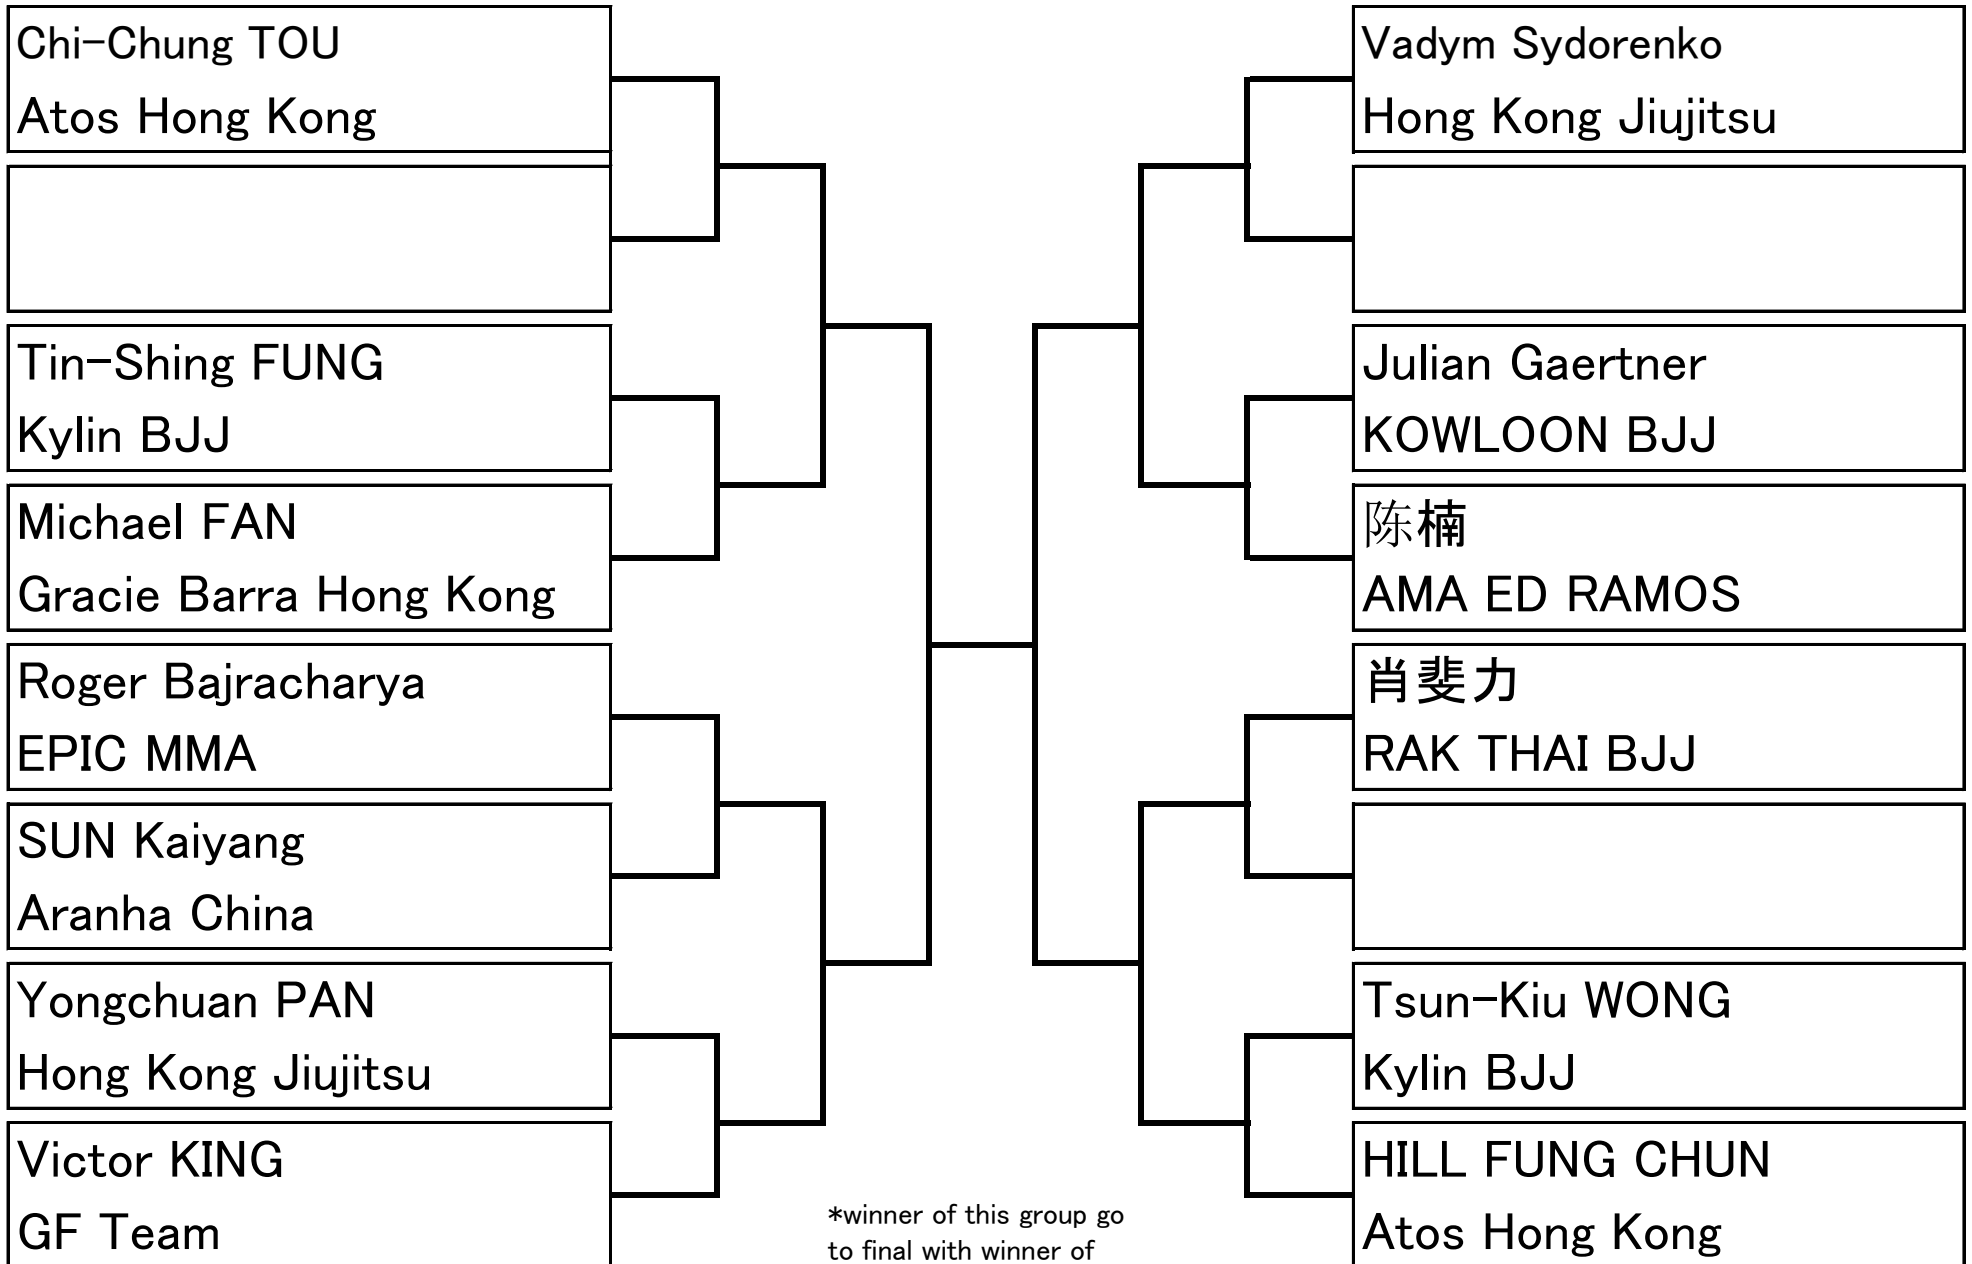 Chi-Chung TOU
Atos Hong Kong
Tin-Shing FUNG
Kylin BJJ
Michael FAN
Gracie Barra Hong Kong
Roger Bajracharya
EPIC MMA
SUN Kaiyang
Aranha China
Yongchuan PAN
Hong Kong Jiujitsu
Victor KING
GF Team
*winner of this group go
to final with winner of
Vadym Sydorenko
Hong Kong Jiujitsu
Julian Gaertner
KOWLOON BJJ
陈楠
AMA ED RAMOS
肖斐力
RAK THAI BJJ
Tsun-Kiu WONG
Kylin BJJ
HILL FUNG CHUN
Atos Hong Kong